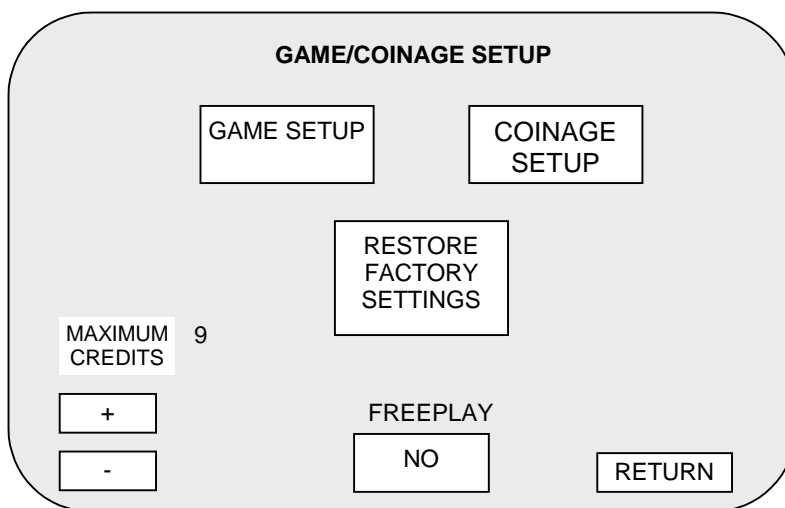 GAME/COINAGE SETUP
GAME SETUP
COINAGE
SETUP
RESTORE
FACTORY
SETTINGS
MAXIMUM
CREDITS
9
+
-
FREEPLAY
NO
RETURN